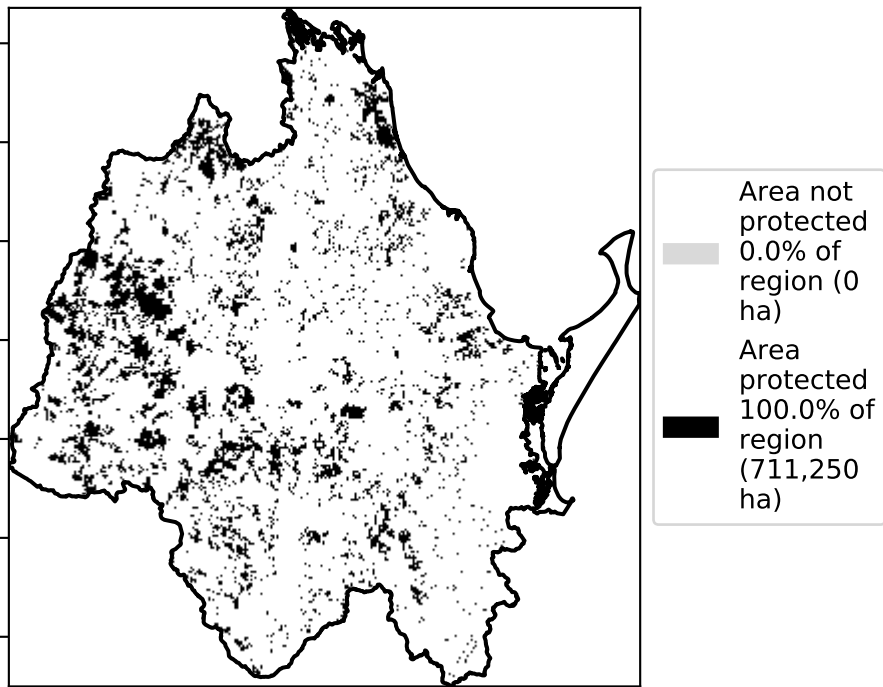 Area not
protected
0.0% of
region (0
ha)
Area
protected
100.0% of
region
(711,250
ha)